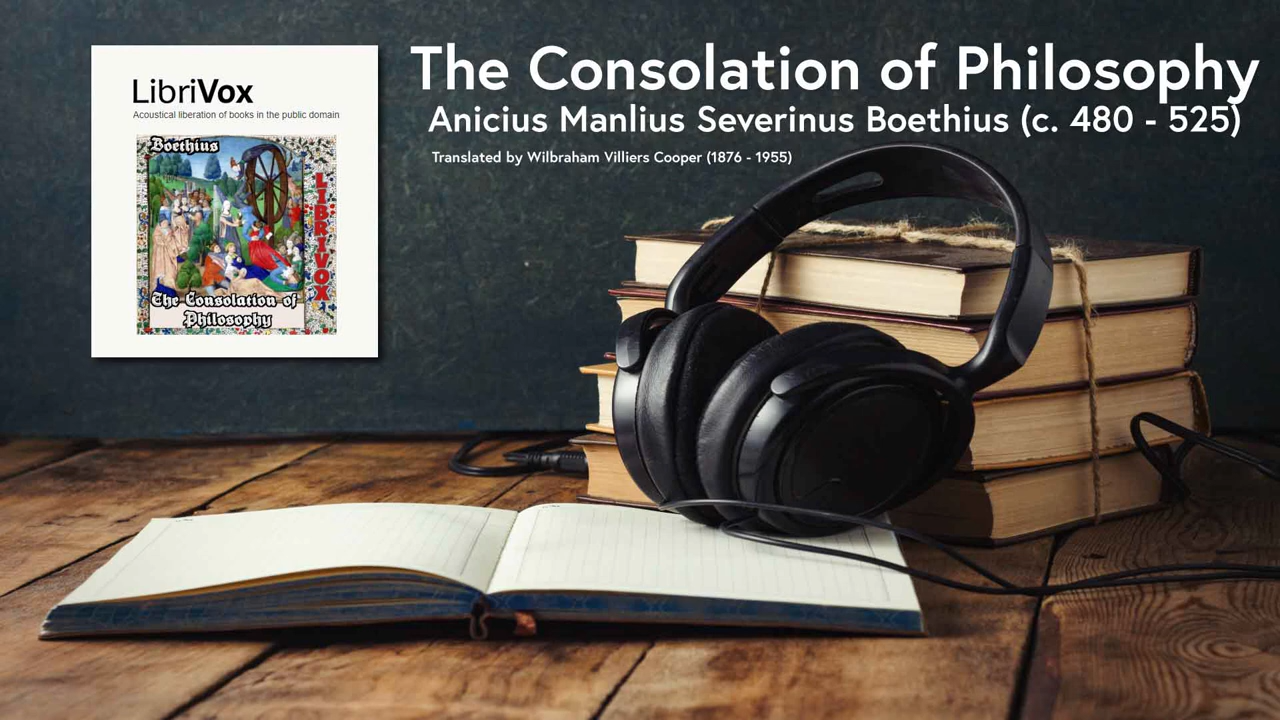 LibriVox
Acoustical liberation of books in the public domain
Boethius
LIBRIVOX
The Consolation of
Philosophy
The Consolation of Philosophy
Anicius Manlius Severinus Boethius (c. 480 - 525)
Translated by Wilbraham Villiers Cooper (1876 - 1955)